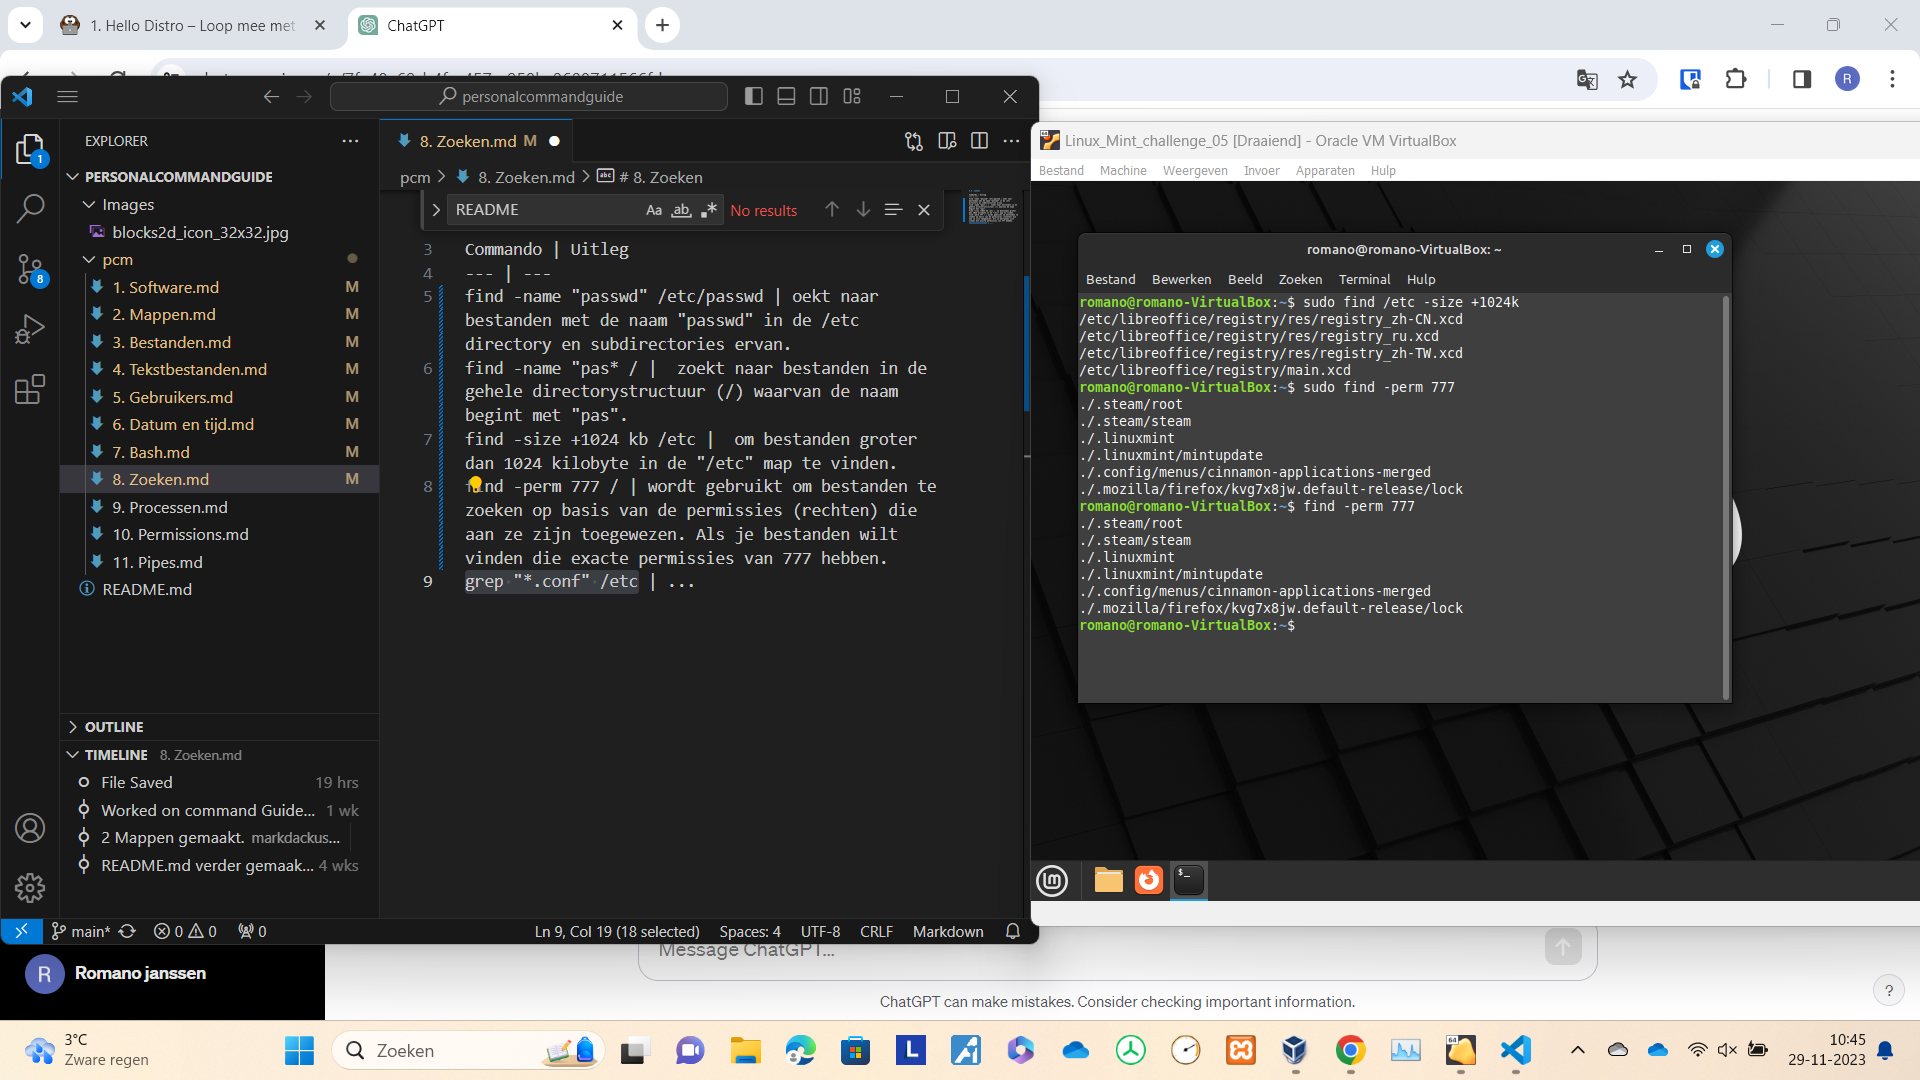 1. Hello Distro – Loop mee met
ChatGPT
personalcommandguide
EXPLORER
8. Zoeken.md M
PERSONALCOMMANDGUIDE
pcm > 8. Zoeken.md > # 8. Zoeken
Images
README
Aa
ab
No results
blocks2d_icon_32x32.jpg
pcm
1. Software.md M
2. Mappen.md M
3. Bestanden.md M
4. Tekstbestanden.md M
5. Gebruikers.md M
6. Datum en tijd.md M
7. Bash.md M
8. Zoeken.md M
9. Processen.md
10. Permissions.md
11. Pipes.md
README.md
3 Commando | Uitleg
4 --- | ---
5 find -name "passwd" /etc/passwd | oekt naar
bestanden met de naam "passwd" in de /etc
directory en subdirectories ervan.
6 find -name "pas* / |  zoekt naar bestanden in de
gehele directorystructuur (/) waarvan de naam
begint met "pas".
7 find -size +1024 kb /etc |  om bestanden groter
dan 1024 kilobyte in de "/etc" map te vinden.
8 find -perm 777 / | wordt gebruikt om bestanden te
zoeken op basis van de permissies (rechten) die
aan ze zijn toegewezen. Als je bestanden wilt
vinden die exacte permissies van 777 hebben.
9 grep "*.conf" /etc | ...
OUTLINE
TIMELINE 8. Zoeken.md
File Saved 19 hrs
Worked on command Guide... 1 wk
2 Mappen gemaakt. markdackus...
README.md verder gemaak... 4 wks
1
8
main* 0 0 0
Ln 9, Col 19 (18 selected) Spaces: 4 UTF-8 CRLF Markdown
Linux_Mint_challenge_05 [Draaiend] - Oracle VM VirtualBox
Bestand Machine Weergeven Invoer Apparaten Hulp
romano@romano-VirtualBox: ~
Bestand Bewerken Beeld Zoeken Terminal Hulp
romano@romano-VirtualBox:~$ sudo find /etc -size +1024k
/etc/libreoffice/registry/res/registry_zh-CN.xcd
/etc/libreoffice/registry/res/registry_ru.xcd
/etc/libreoffice/registry/res/registry_zh-TW.xcd
/etc/libreoffice/registry/main.xcd
romano@romano-VirtualBox:~$ sudo find -perm 777
./.steam/root
./.steam/steam
./.linuxmint
./.linuxmint/mintupdate
./.config/menus/cinnamon-applications-merged
./.mozilla/firefox/kvg7x8jw.default-release/lock
romano@romano-VirtualBox:~$ find -perm 777
./.steam/root
./.steam/steam
./.linuxmint
./.linuxmint/mintupdate
./.config/menus/cinnamon-applications-merged
./.mozilla/firefox/kvg7x8jw.default-release/lock
romano@romano-VirtualBox:~$
R
Romano janssen
R
Message ChatGPT...
ChatGPT can make mistakes. Consider checking important information.
?
3°C
Zware regen
Zoeken
10:45
29-11-2023